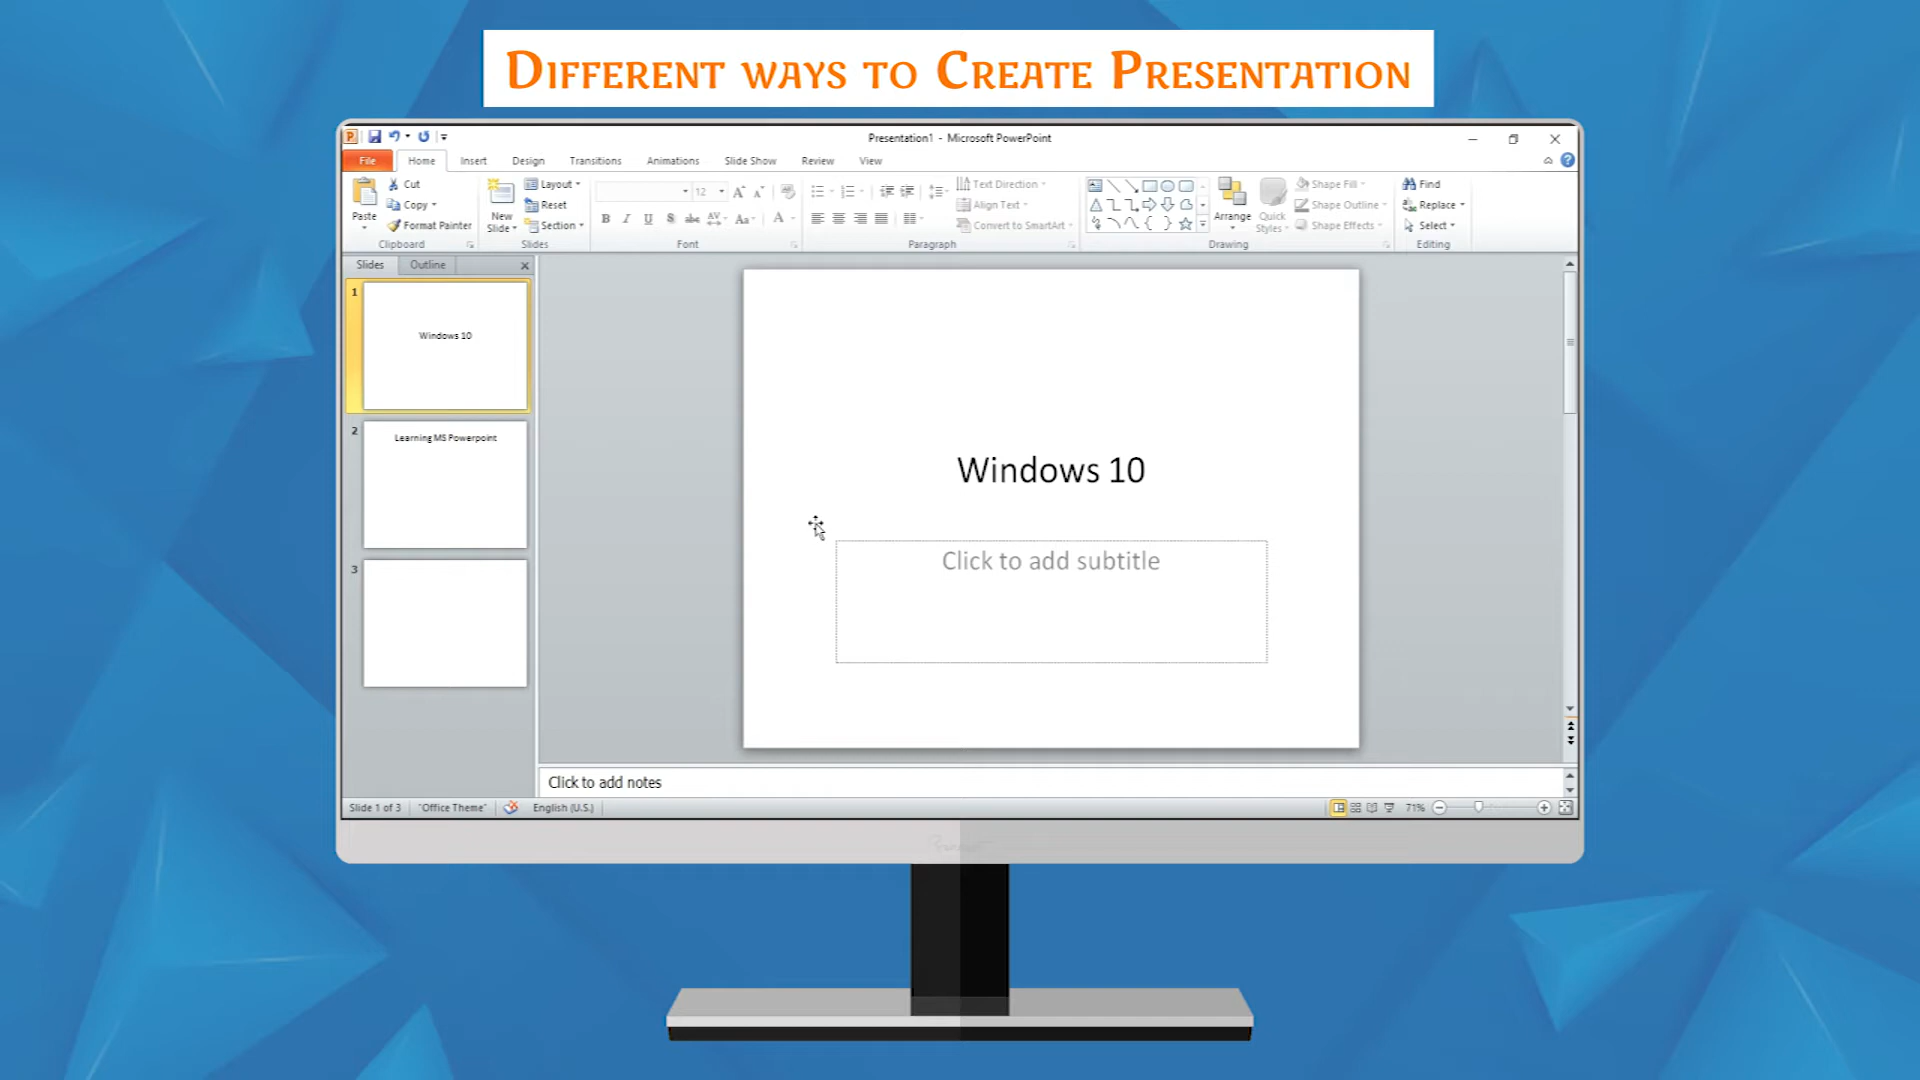 Different ways to Create Presentation
Presentation1 - Microsoft PowerPoint
File Home Insert Design Transitions Animations Slide Show Review View
Paste
Cut
Copy
Format Painter
Clipboard
New
Slide
Layout
Reset
Section
Slides
12
B I U S abc AV Aa A
Font
Text Direction
Align Text
Convert to SmartArt
Paragraph
Arrange
Quick
Styles
Shape Fill
Shape Outline
Shape Effects
Drawing
Find
Replace
Select
Editing
Slides Outline
1
Windows 10
2
Learning MS Powerpoint
3
Windows 10
Click to add subtitle
Click to add notes
Slide 1 of 3 "Office Theme" English (U.S.) 71%